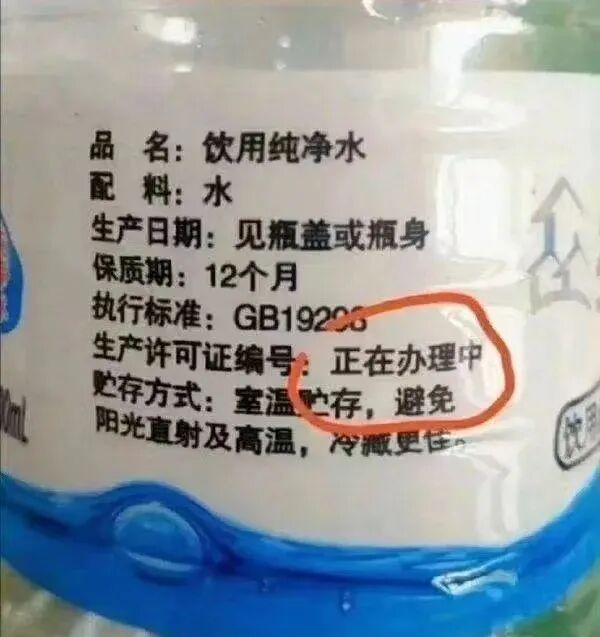 品 名：饮用纯净水
配 料：水
生产日期：见瓶盖或瓶身
保质期：12个月
执行标准：GB19298
生产许可证编号：正在办理中
贮存方式：室温贮存，避免
阳光直射及高温，冷藏更佳。
0mL
饮用